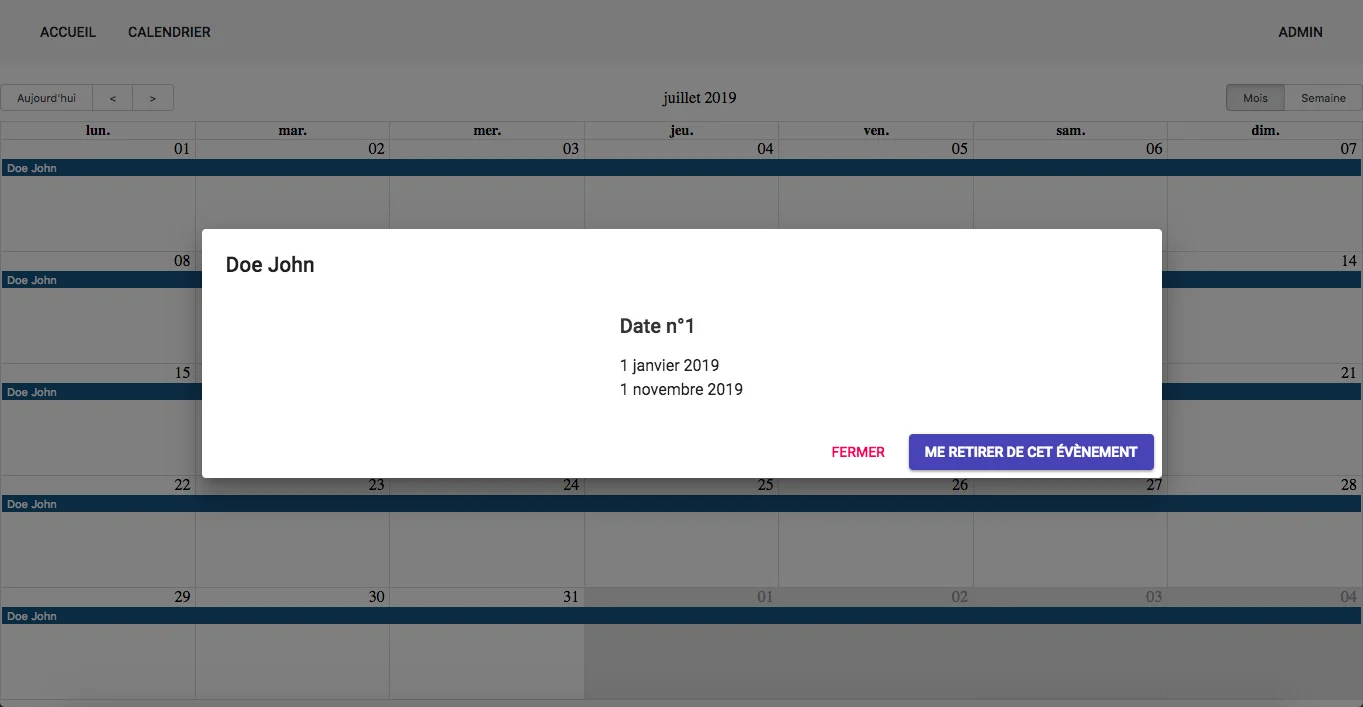 ACCUEIL CALENDRIER ADMIN
Aujourd'hui < > juillet 2019 Mois Semaine
lun. mar. mer. jeu. ven. sam. dim.
01 02 03 04 05 06 07
Doe John
08 14
Doe John
Doe John
Date n°1
1 janvier 2019
15 21
1 novembre 2019
Doe John
FERMER ME RETIRER DE CET ÉVÈNEMENT
22 23 24 25 26 27 28
Doe John
29 30 31 01 02 03 04
Doe John